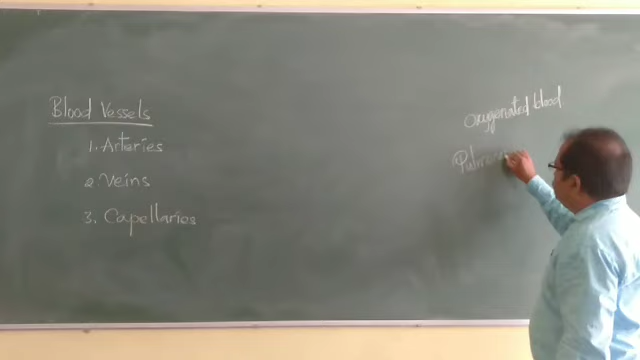 Blood Vessels
1. Arteries
2. Veins
3. Capellaries
Oxygenated blood